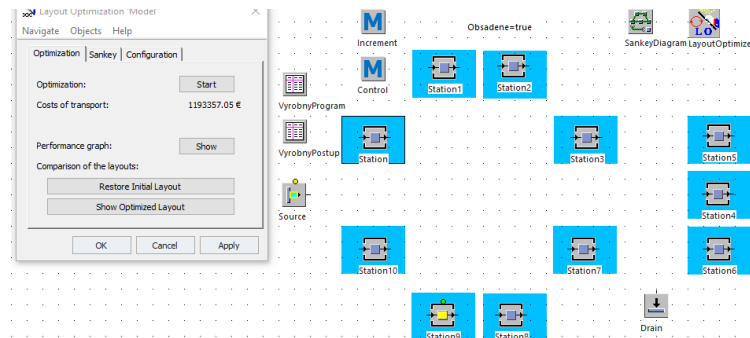 Layout Optimization 'Model'
Navigate Objects Help
Optimization Sankey Configuration
Optimization: Start
Costs of transport: 1193357.05 €
Performance graph: Show
Comparison of the layouts:
Restore Initial Layout
Show Optimized Layout
OK Cancel Apply
M
Increment
Obsadene=true
SankeyDiagram
LO
LayoutOptimize
M
Control
Station1
Station2
VyrobnyProgram
VyrobnyPostup
Station
Station3
Station5
Source
Station4
Station10
Station7
Station6
Station9
Station8
Drain